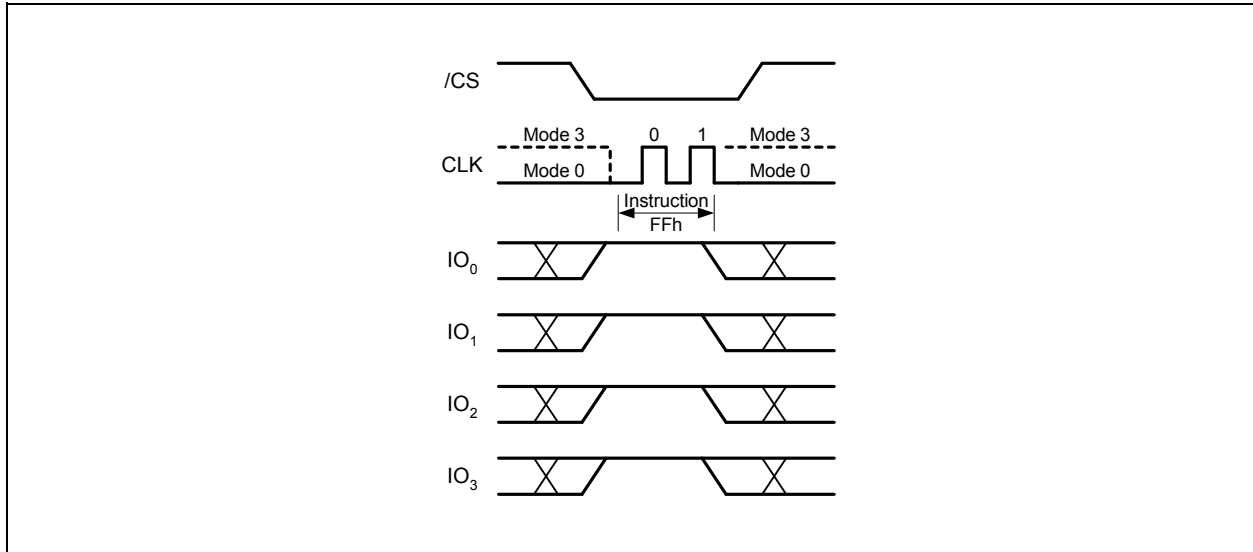 /CS
Mode 3 0 1 Mode 3
CLK
Mode 0 Mode 0
Instruction
FFh
IO0
IO1
IO2
IO3